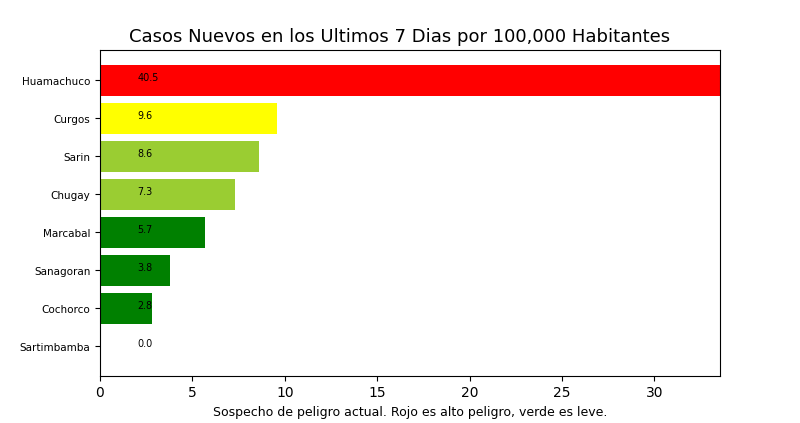 Casos Nuevos en los Ultimos 7 Dias por 100,000 Habitantes
Huamachuco 40.5
Curgos 9.6
Sarin 8.6
Chugay 7.3
Marcabal 5.7
Sanagoran 3.8
Cochorco 2.8
Sartimbamba 0.0
0 5 10 15 20 25 30
Sospecho de peligro actual. Rojo es alto peligro, verde es leve.